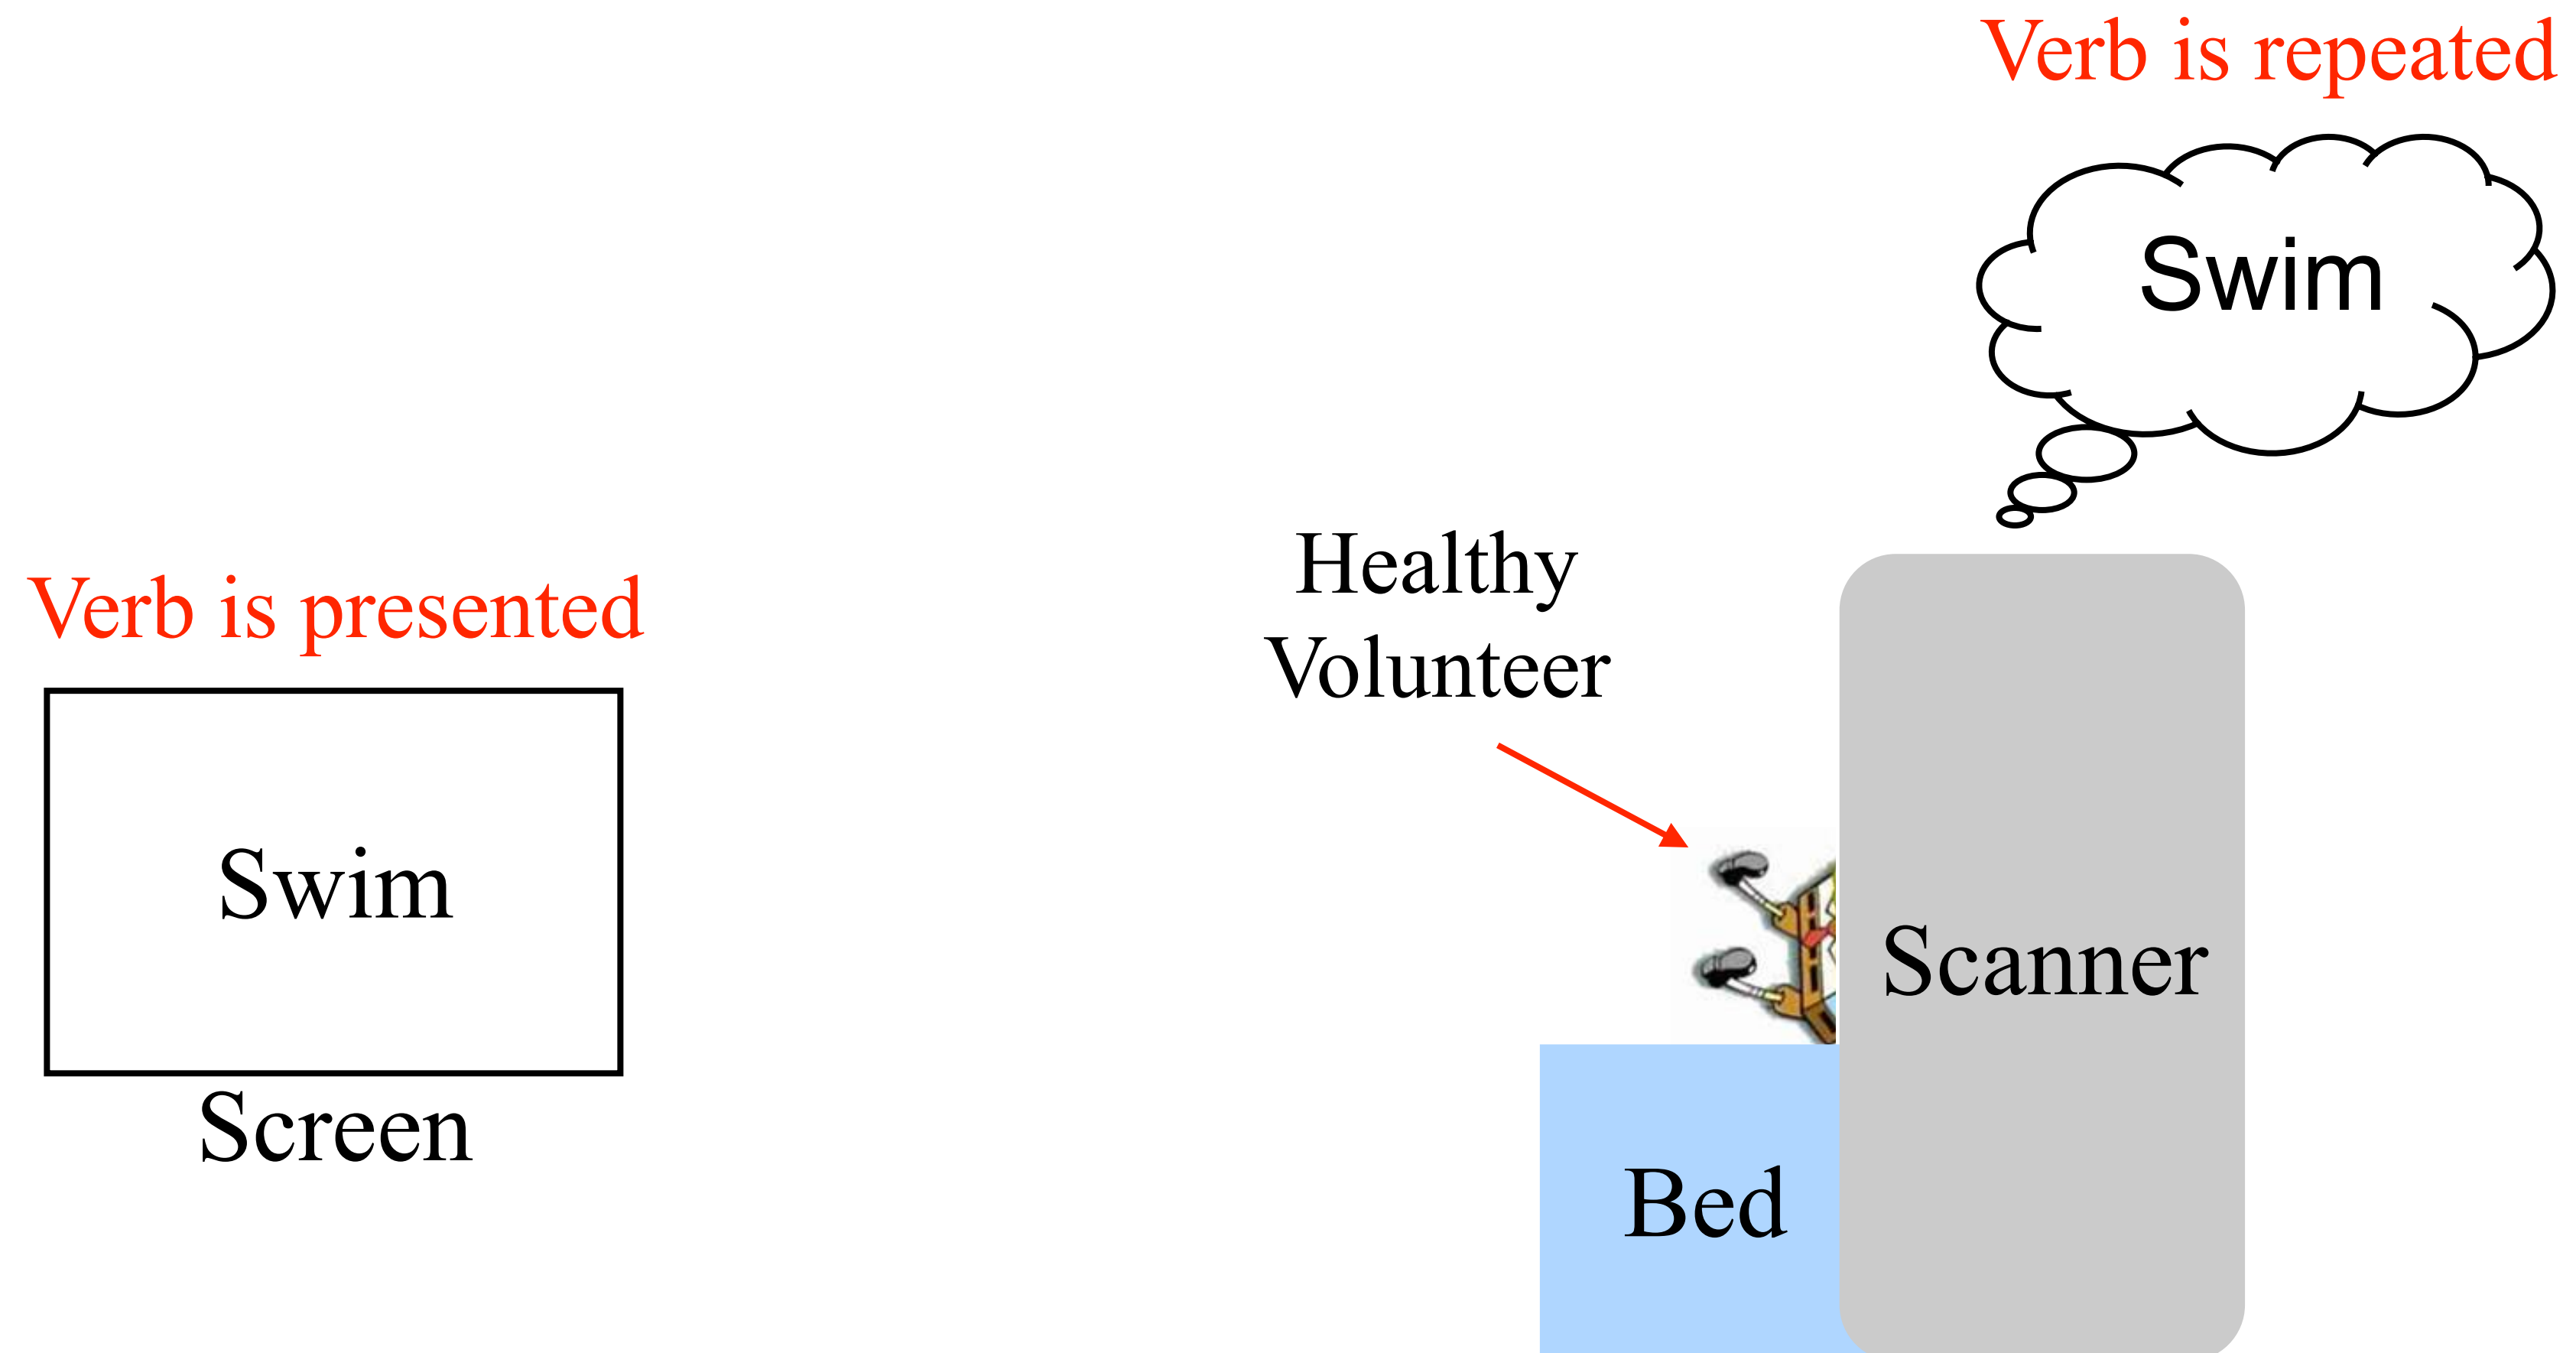 Verb is repeated
Swim
Healthy
Volunteer
Verb is presented
Swim
Scanner
Screen
Bed